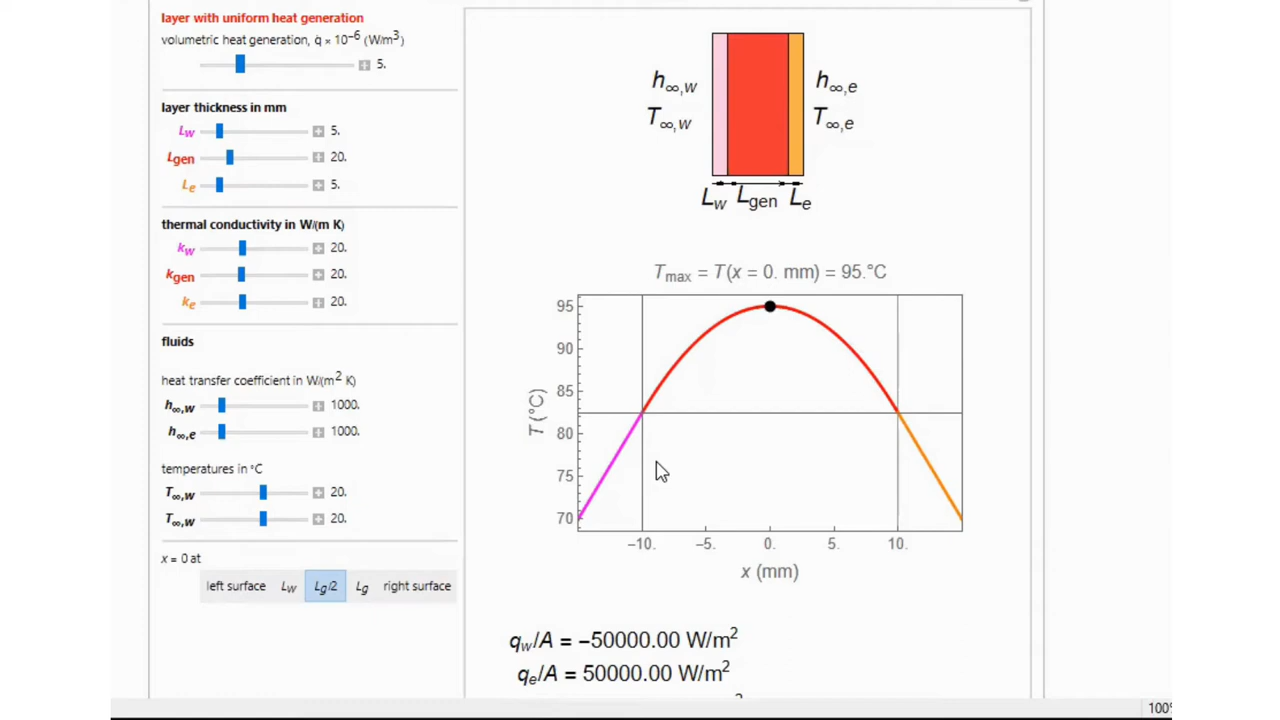 layer with uniform heat generation
volumetric heat generation, q̇ × 10⁻⁶ (W/m³)
5.
layer thickness in mm
Lw 5.
Lgen 20.
Le 5.
thermal conductivity in W/(m K)
kw 20.
kgen 20.
ke 20.
fluids
heat transfer coefficient in W/(m² K)
h∞,w 1000.
h∞,e 1000.
temperatures in °C
T∞,w 20.
T∞,w 20.
x = 0 at
left surface Lw Lg/2 Lg right surface
h∞,w h∞,e
T∞,w T∞,e
Lw Lgen Le
Tmax = T(x = 0. mm) = 95.°C
95
90
85
80
75
70
T (°C)
−10. −5. 0. 5. 10.
x (mm)
qw/A = −50000.00 W/m²
qe/A = 50000.00 W/m²